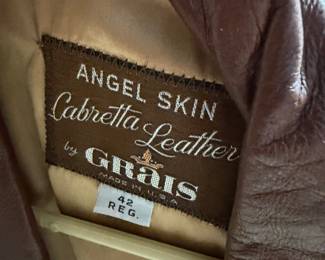 ANGEL SKIN
Cabretta Leather
by GRais
MADE IN U.S.A
42
REG.